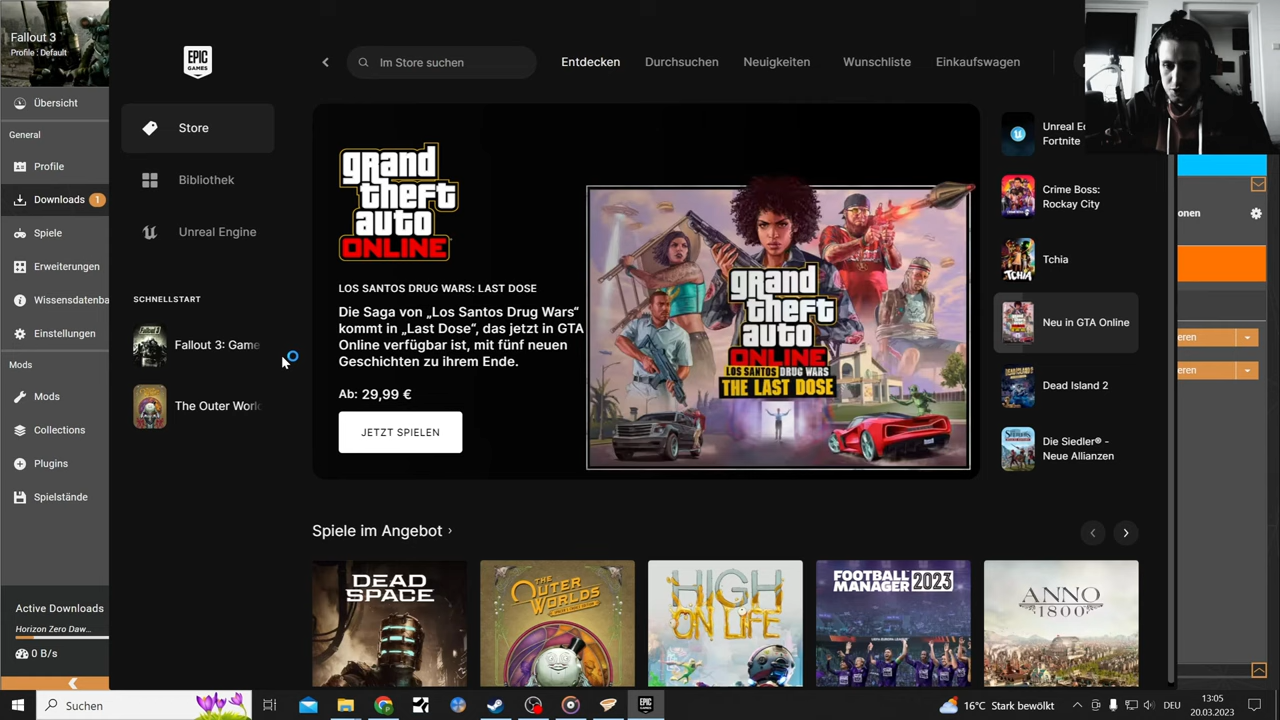 Fallout 3
Profile : Default
Übersicht
General
Profile
Downloads 1
Spiele
Erweiterungen
Wissensdatenba
Einstellungen
Mods
Mods
Collections
Plugins
Spielstände
Active Downloads
Horizon Zero Daw...
0 B/s
EPIC
GAMES
Im Store suchen
Entdecken
Durchsuchen
Neuigkeiten
Wunschliste
Einkaufswagen
Store
Bibliothek
Unreal Engine
SCHNELLSTART
Fallout 3: Game
The Outer Worl
grand
theft
auto
ONLINE
LOS SANTOS DRUG WARS: LAST DOSE
Die Saga von „Los Santos Drug Wars“
kommt in „Last Dose“, das jetzt in GTA
Online verfügbar ist, mit fünf neuen
Geschichten zu ihrem Ende.
Ab: 29,99 €
JETZT SPIELEN
grand
theft
auto
ONLINE
LOS SANTOS DRUG WARS
THE LAST DOSE
Unreal Ec
Fortnite
Crime Boss:
Rockay City
TCHIA
Tchia
Neu in GTA Online
Dead Island 2
Die Siedler® -
Neue Allianzen
onen
eren
eren
Spiele im Angebot
DEAD
SPACE
THE
OUTER
WORLDS
HIGH
ON LIFE
FOOTBALL
MANAGER 2023
ANNO
1800
Suchen
EPIC
GAMES
16°C Stark bewölkt
DEU
13:05
20.03.2023